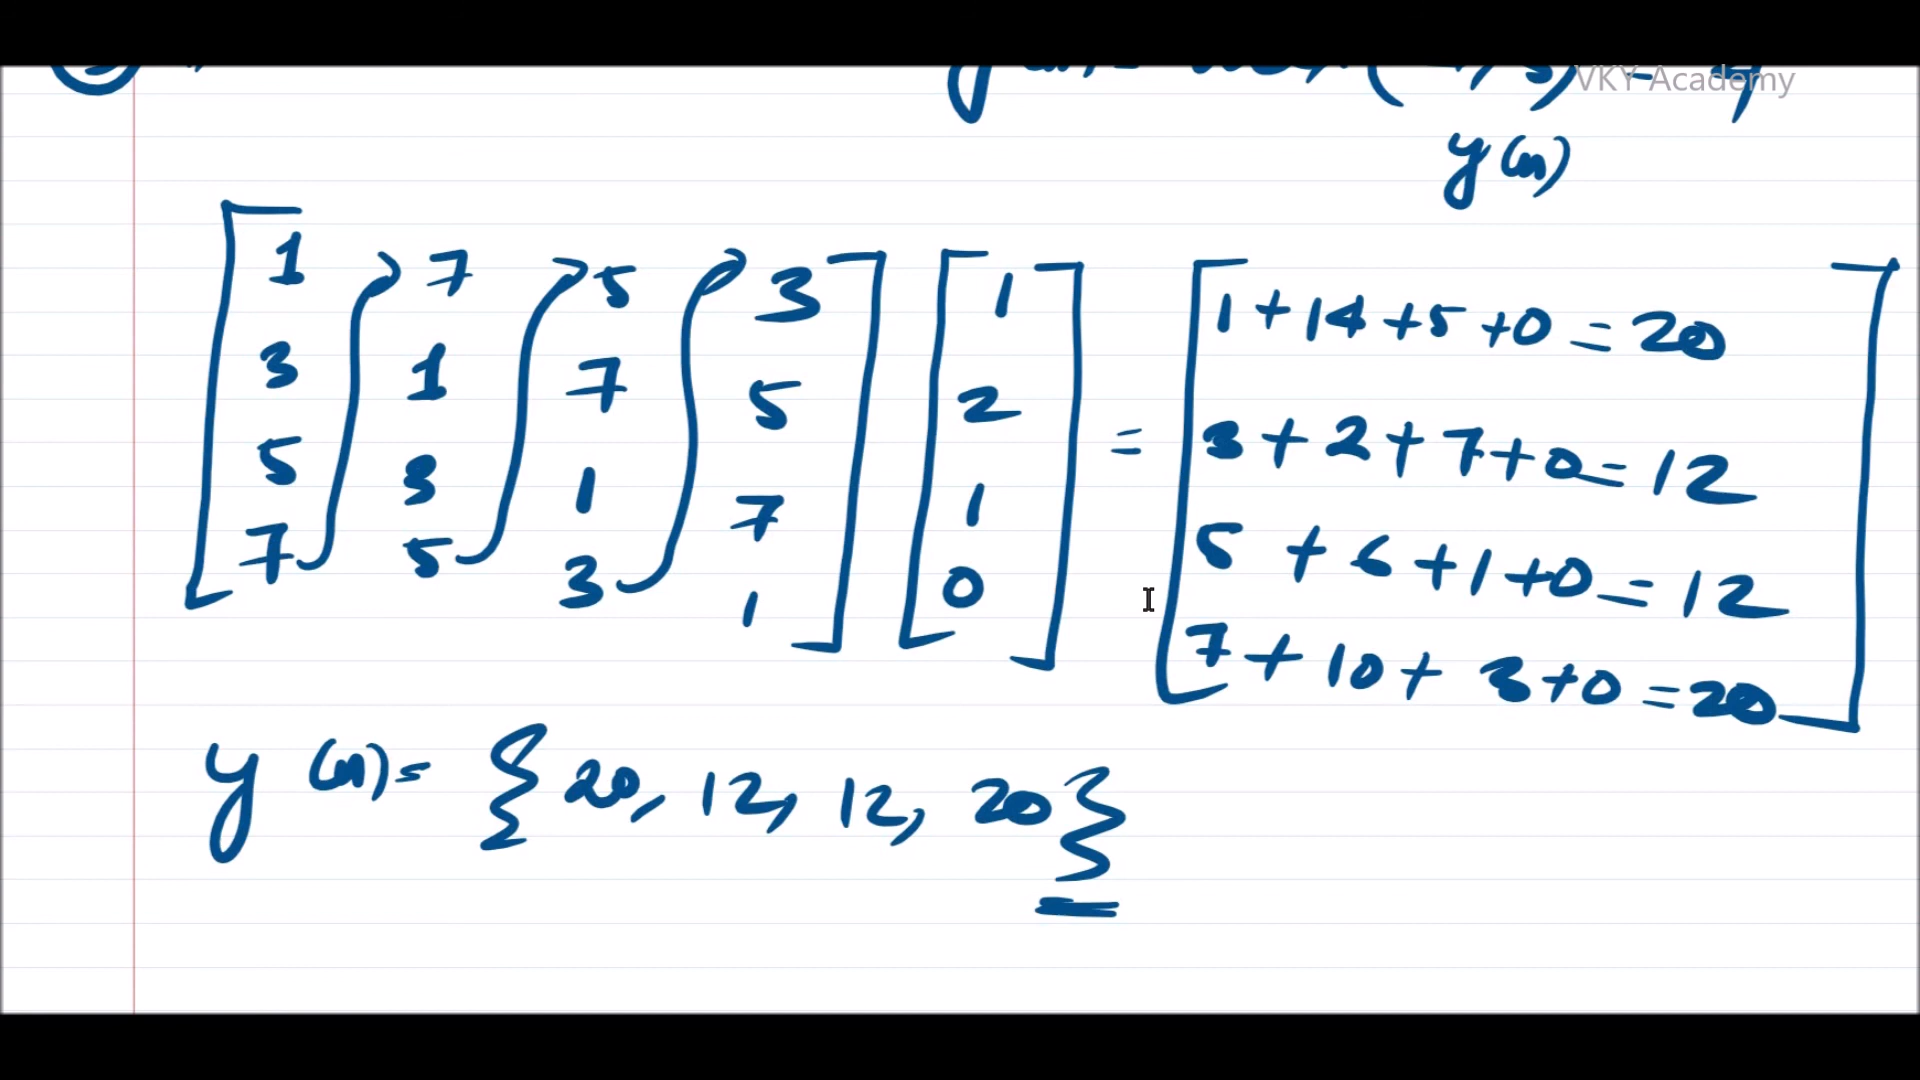 VKY Academy
y(n)
1 7 5 3 1 1+14+5+0=20
3 1 7 5 2 = 3+2+7+0=12
5 3 1 7 1 5+6+1+0=12
7 5 3 1 0 7+10+3+0=20
y(n)= {20, 12, 12, 20}